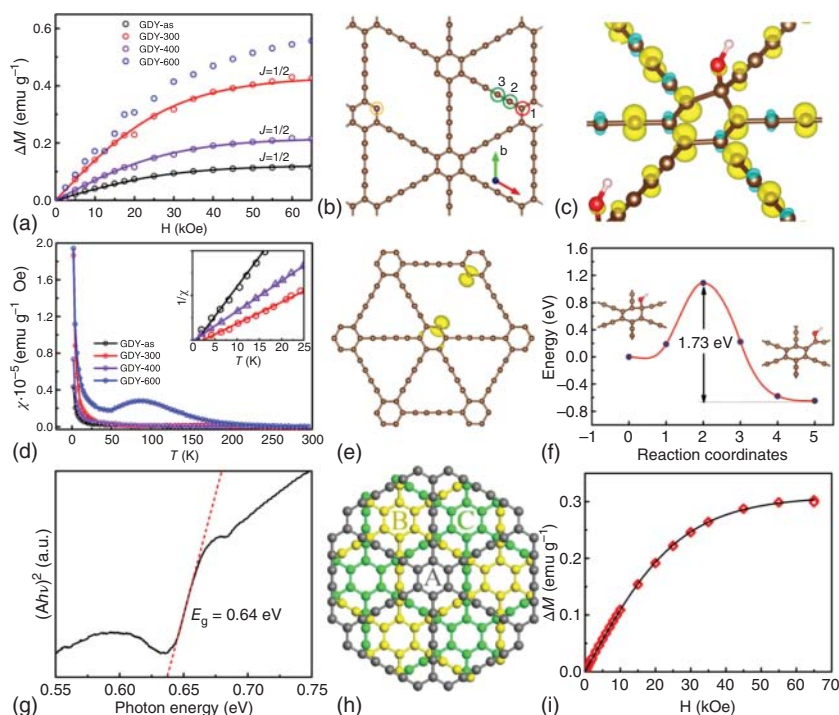 0.6
0.4
0.2
0.0
ΔM (emu g⁻¹)
GDY-as
GDY-300
GDY-400
GDY-600
J=1/2
J=1/2
J=1/2
0 10 20 30 40 50 60
H (kOe)
(a)
3
2
1
b
(b)
(c)
2.0
1.6
1.2
0.8
0.4
0.0
χ·10⁻⁵ (emu g⁻¹ Oe)
1/χ
0 5 10 15 20 25
T (K)
GDY-as
GDY-300
GDY-400
GDY-600
0 50 100 150 200 250 300
T (K)
(d)
(e)
1.6
1.2
0.8
0.4
0.0
−0.4
−0.8
Energy (eV)
1.73 eV
−1 0 1 2 3 4 5
Reaction coordinates
(f)
(Ahν)² (a.u.)
E_g = 0.64 eV
0.55 0.60 0.65 0.70 0.75
Photon energy (eV)
(g)
B C
A
(h)
0.3
0.2
0.1
0.0
ΔM (emu g⁻¹)
0 10 20 30 40 50 60 70
H (kOe)
(i)